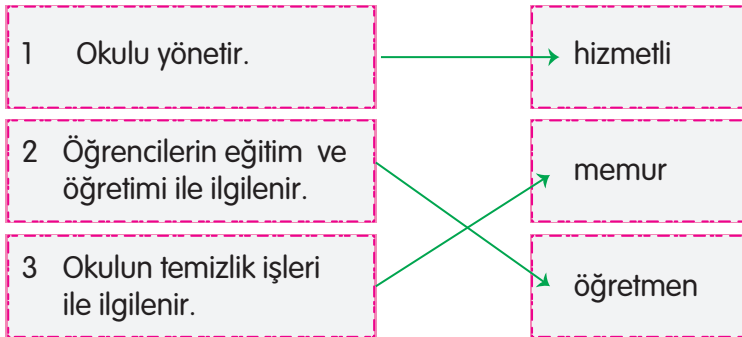 1 Okulu yönetir.
hizmetli
2 Öğrencilerin eğitim ve
öğretimi ile ilgilenir.
memur
3 Okulun temizlik işleri
ile ilgilenir.
öğretmen